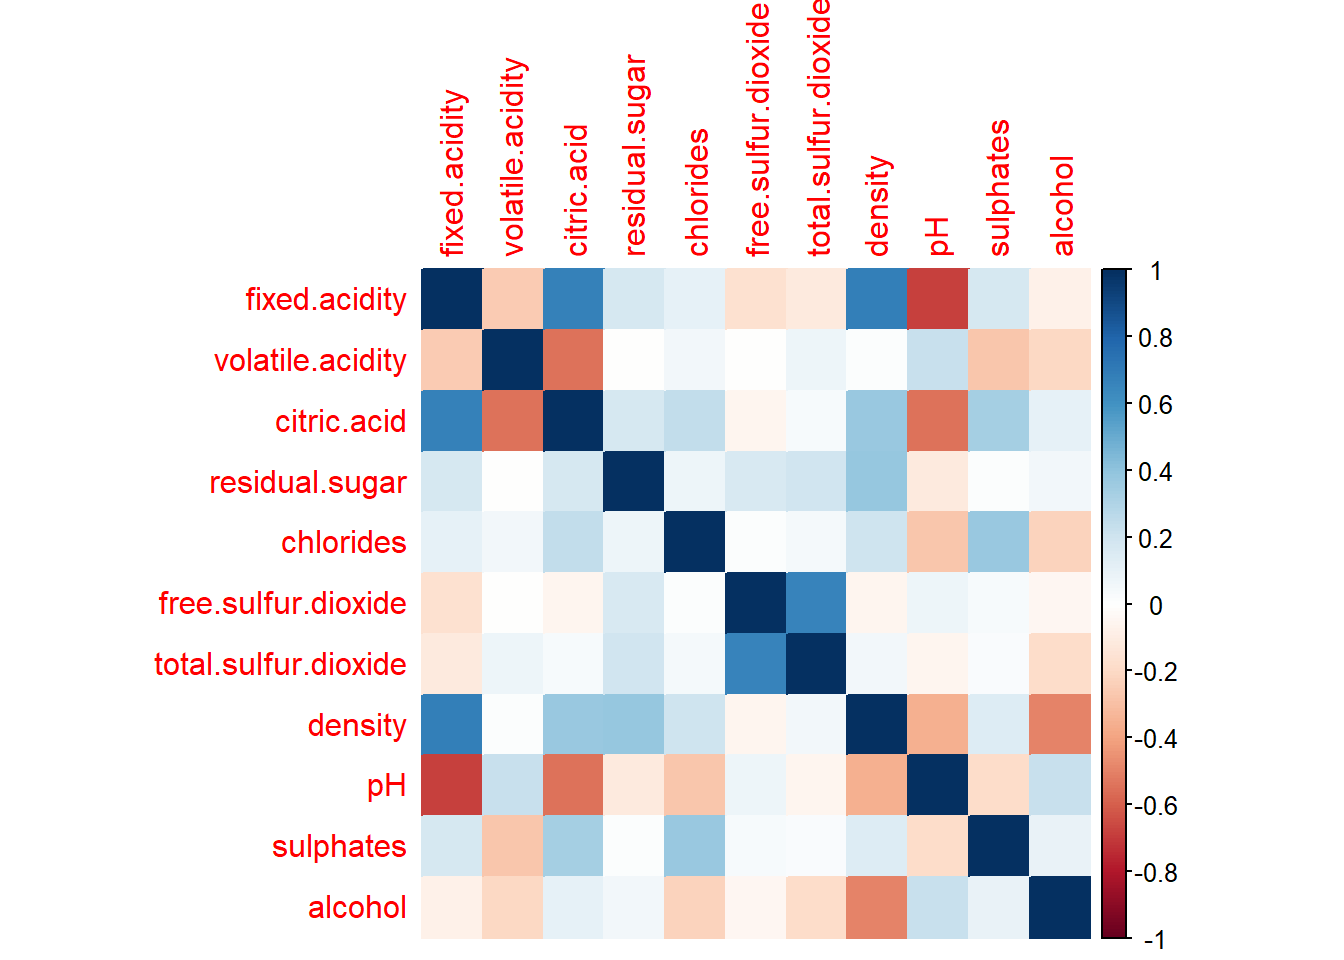 fixed.acidity
volatile.acidity
citric.acid
residual.sugar
chlorides
free.sulfur.dioxide
total.sulfur.dioxide
density
pH
sulphates
alcohol
fixed.acidity
volatile.acidity
citric.acid
residual.sugar
chlorides
free.sulfur.dioxide
total.sulfur.dioxide
density
pH
sulphates
alcohol
1
0.8
0.6
0.4
0.2
0
-0.2
-0.4
-0.6
-0.8
-1